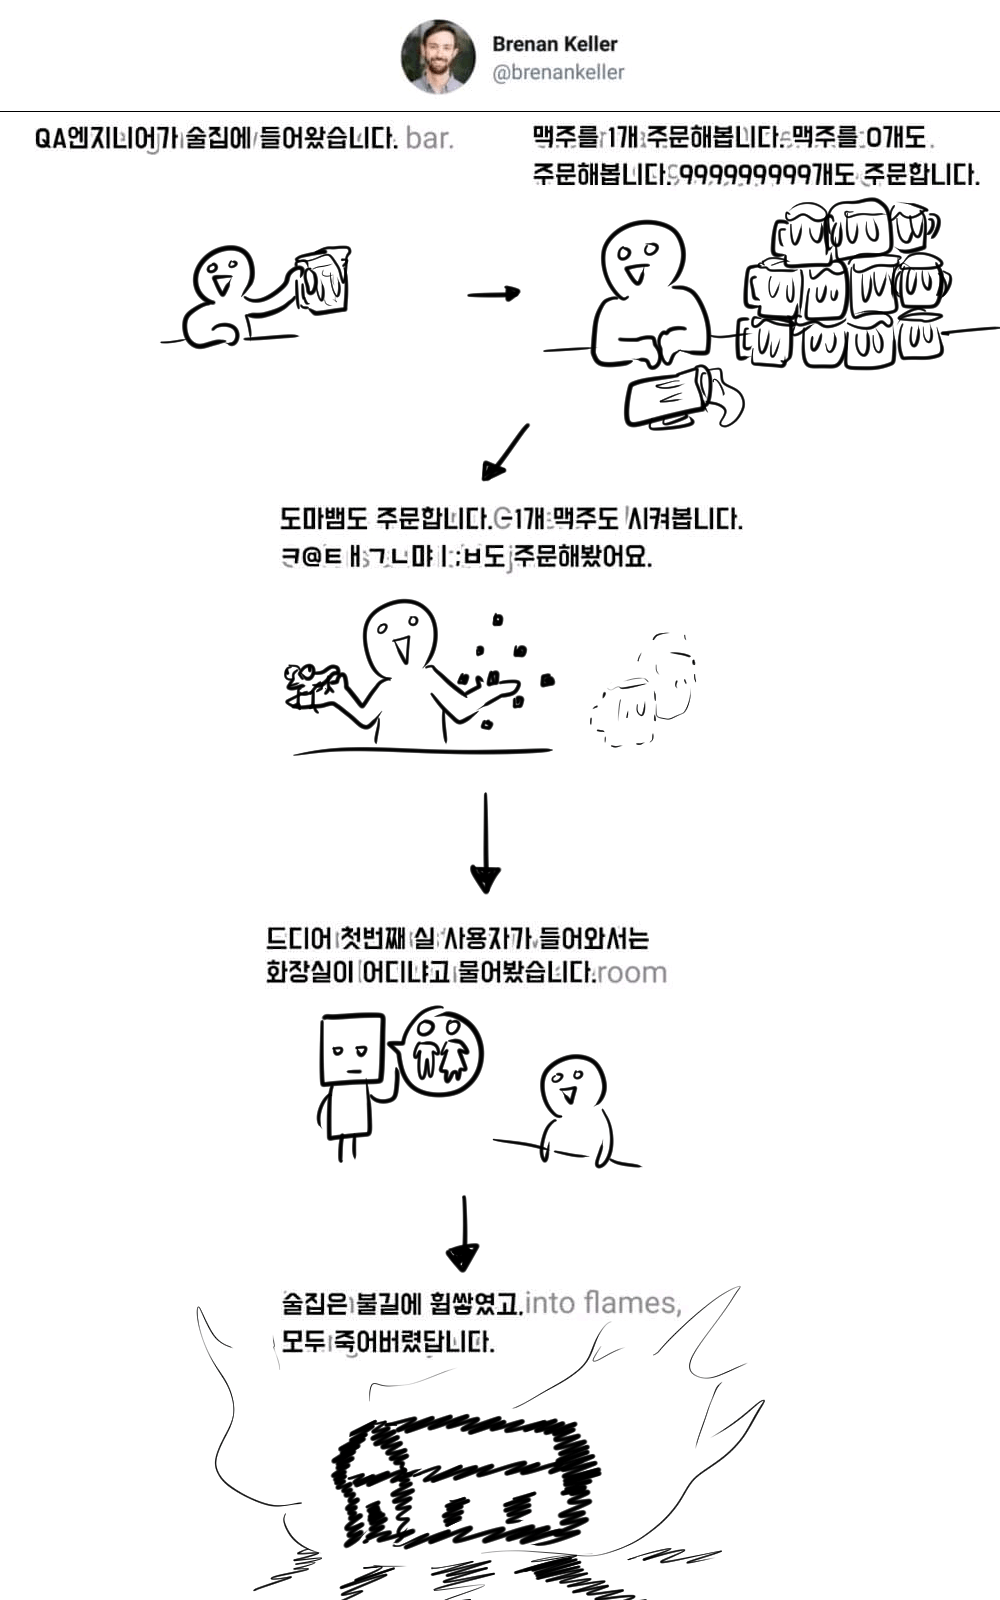 Brenan Keller
@brenankeller
QA엔지니어가 술집에 들어왔습니다. bar.
맥주를 1개 주문해봅니다. 맥주를 0개도
주문해봅니다. 999999999개도 주문합니다.
도마뱀도 주문합니다. -1개 맥주도 시켜봅니다.
ㅋ@ㅌㅐㄱㄴ먀ㅣ;ㅂ도 주문해봤어요.
드디어 첫번째 실 사용자가 들어와서는
화장실이 어디냐고 물어봤습니다. room
술집은 불길에 휩쌓였고, into flames,
모두 죽어버렸답니다.